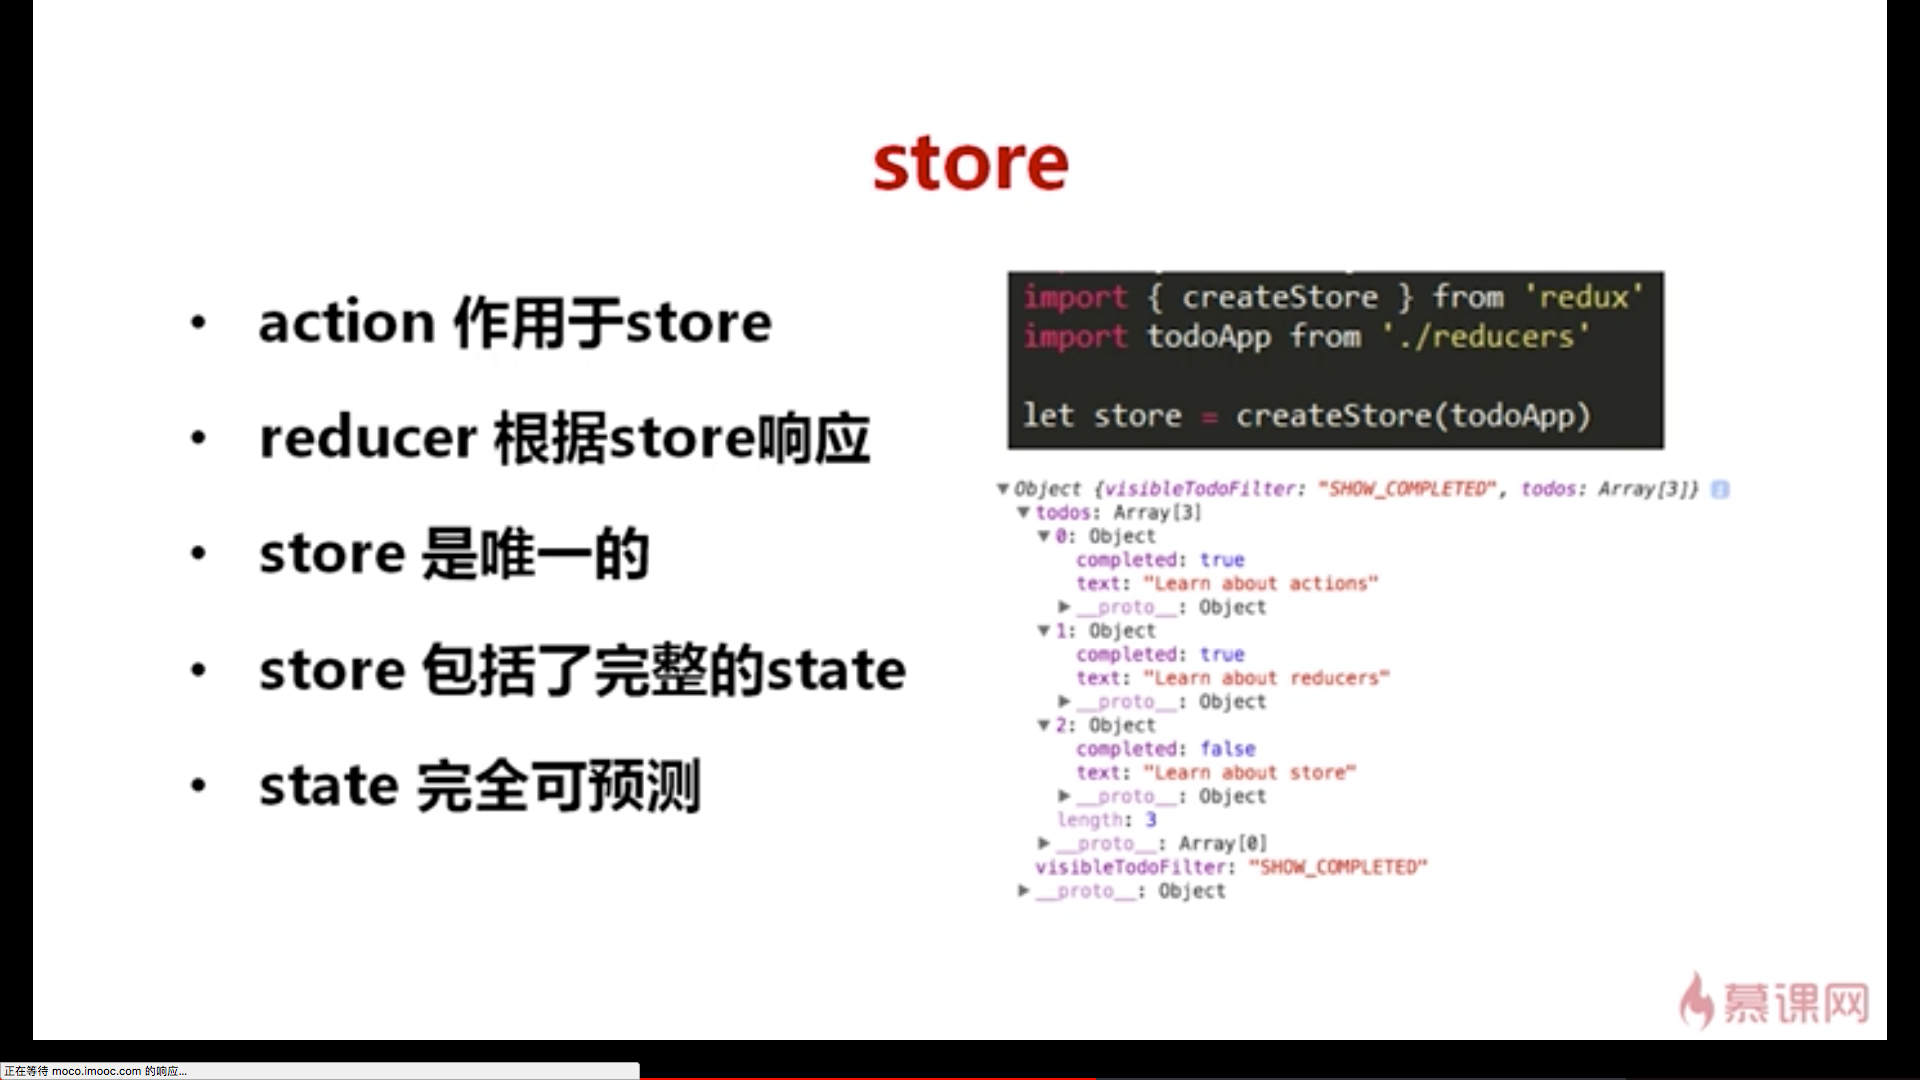 store
• action 作用于store
• reducer 根据store响应
• store 是唯一的
• store 包括了完整的state
• state 完全可预测
import { createStore } from 'redux'
import todoApp from './reducers'
let store = createStore(todoApp)
▼Object {visibleTodoFilter: "SHOW_COMPLETED", todos: Array[3]} i
▼todos: Array[3]
▼0: Object
completed: true
text: "Learn about actions"
▶__proto__: Object
▼1: Object
completed: true
text: "Learn about reducers"
▶__proto__: Object
▼2: Object
completed: false
text: "Learn about store"
▶__proto__: Object
length: 3
▶__proto__: Array[0]
visibleTodoFilter: "SHOW_COMPLETED"
▶__proto__: Object
慕课网
正在等待 moco.imooc.com 的响应...